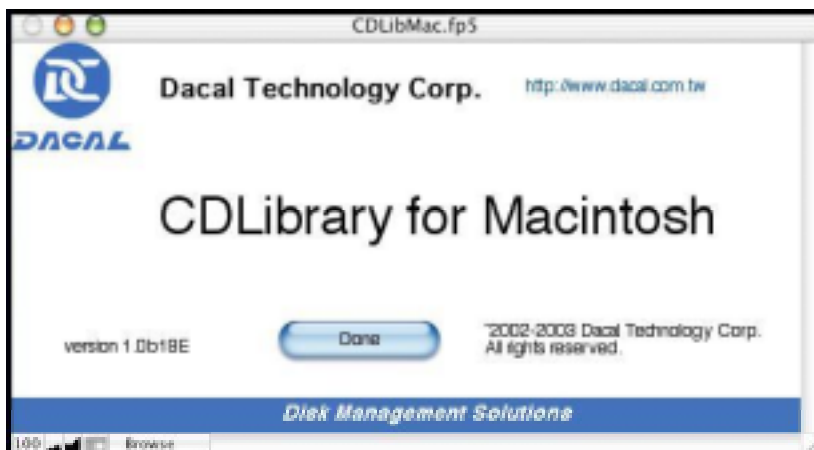 CDLibMac.fp5
DC
Dacal Technology Corp.
http://www.dacal.com.tw
DACAL
CDLibrary for Macintosh
version 1.0b18E
Done
"2002-2003 Dacal Technology Corp.
All rights reserved.
Disk Management Solutions
100
Browse